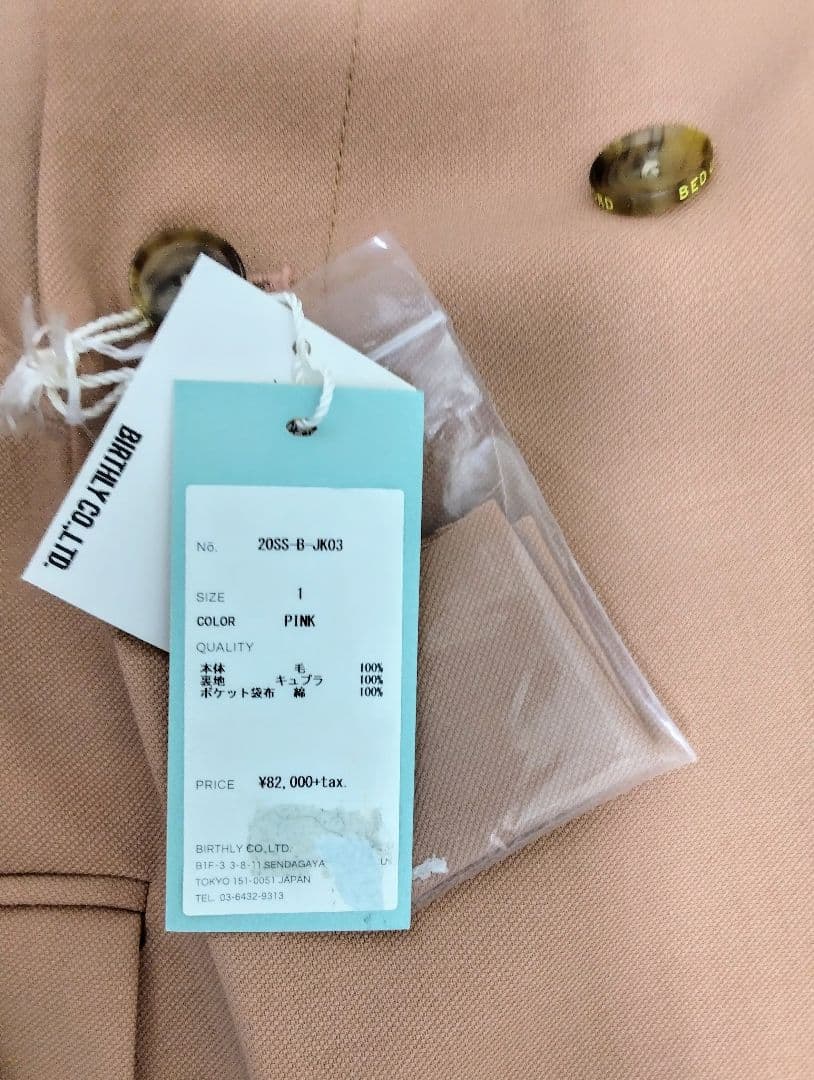 BED
RD
BIRTHLY CO.,LTD.
No. 20SS-B-JK03
SIZE 1
COLOR PINK
QUALITY
本体 毛 100%
裏地 キュプラ 100%
ポケット袋布 綿 100%
PRICE ¥82,000+tax.
BIRTHLY CO.,LTD.
B1F-3 3-8-11 SENDAGAYA
TOKYO 151-0051 JAPAN
TEL. 03-6432-9313